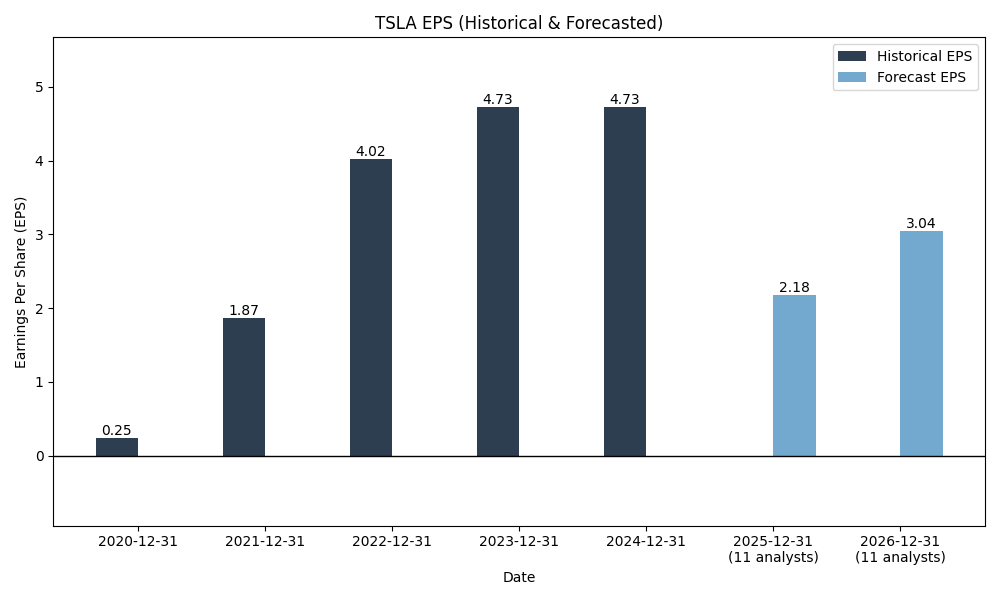 TSLA EPS (Historical & Forecasted)
Historical EPS
Forecast EPS
Earnings Per Share (EPS)
5
4
3
2
1
0
0.25
1.87
4.02
4.73
4.73
2.18
3.04
2020-12-31
2021-12-31
2022-12-31
2023-12-31
2024-12-31
2025-12-31
(11 analysts)
2026-12-31
(11 analysts)
Date